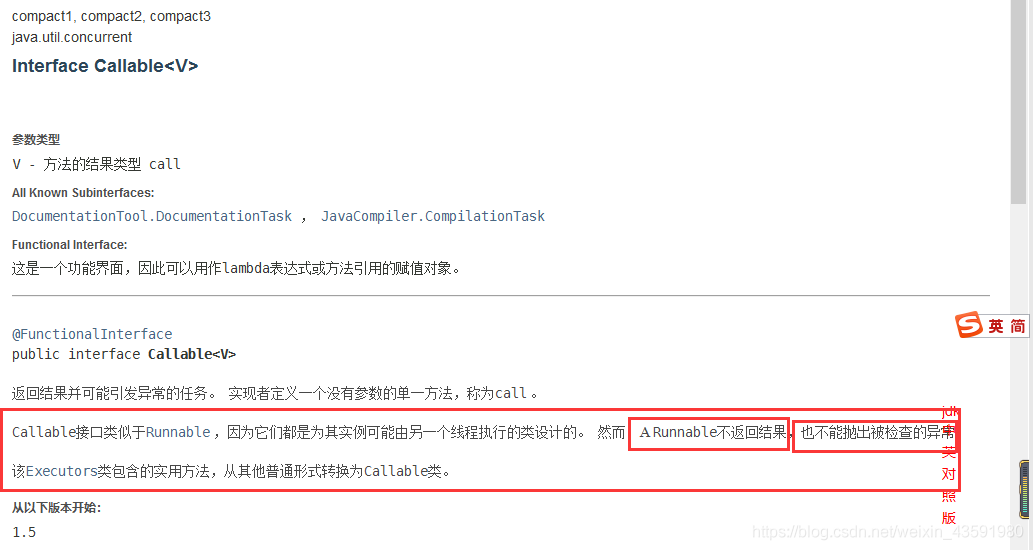 compact1, compact2, compact3
java.util.concurrent
Interface Callable<V>
参数类型
V - 方法的结果类型 call
All Known Subinterfaces:
DocumentationTool.DocumentationTask ， JavaCompiler.CompilationTask
Functional Interface:
这是一个功能界面，因此可以用作lambda表达式或方法引用的赋值对象。
英 简
@FunctionalInterface
public interface Callable<V>
返回结果并可能引发异常的任务。 实现者定义一个没有参数的单一方法，称为call 。
Callable接口类似于Runnable ，因为它们都是为其实例可能由另一个线程执行的类设计的。 然而 A Runnable不返回结果，也不能抛出被检查的异常
该Executors类包含的实用方法，从其他普通形式转换为Callable类。
从以下版本开始：
1.5
jdk
英
对
照
版
https://blog.csdn.net/weixin_43591980